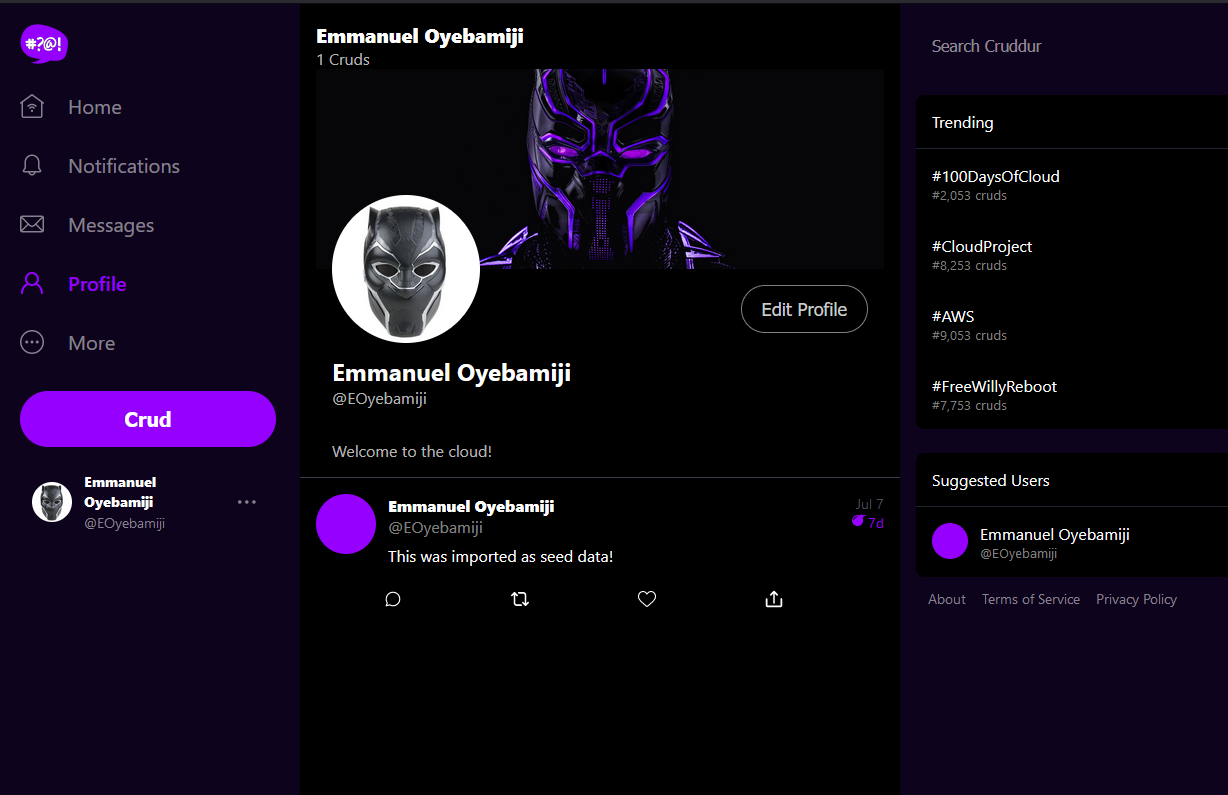 #?@!
Home
Notifications
Messages
Profile
More
Crud
Emmanuel
Oyebamiji
@EOyebamiji
Emmanuel Oyebamiji
1 Cruds
Edit Profile
Emmanuel Oyebamiji
@EOyebamiji
Welcome to the cloud!
Emmanuel Oyebamiji
@EOyebamiji
Jul 7
7d
This was imported as seed data!
Search Cruddur
Trending
#100DaysOfCloud
#2,053 cruds
#CloudProject
#8,253 cruds
#AWS
#9,053 cruds
#FreeWillyReboot
#7,753 cruds
Suggested Users
Emmanuel Oyebamiji
@EOyebamiji
About Terms of Service Privacy Policy